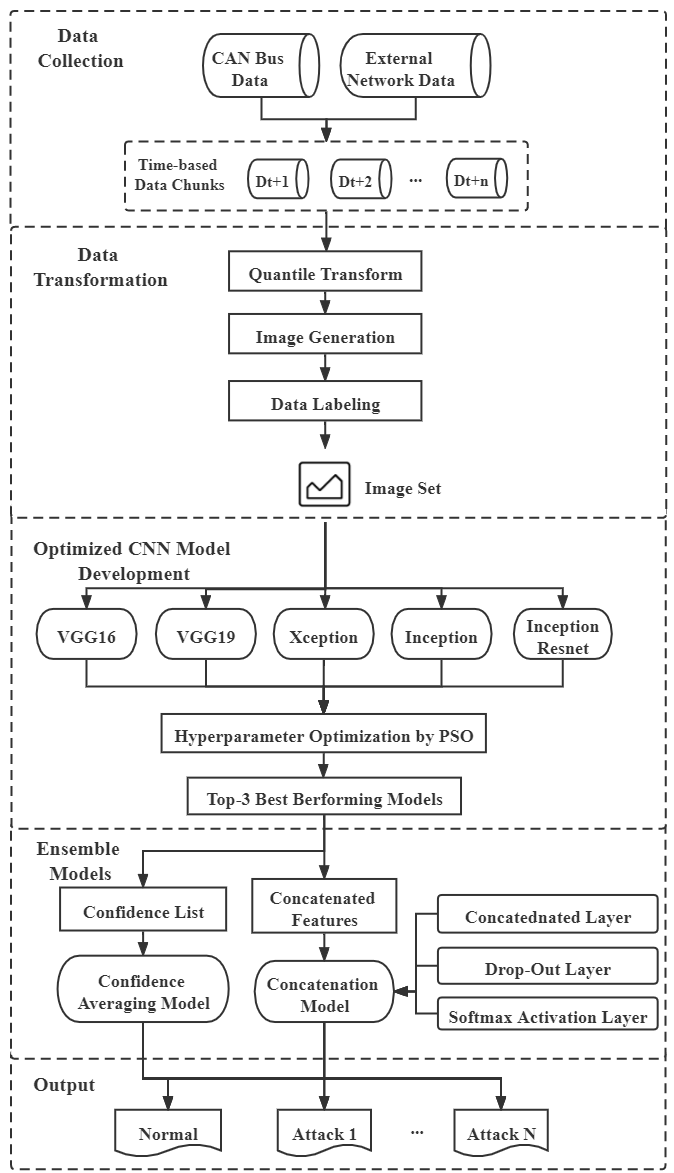 Data
Collection
CAN Bus
Data
External
Network Data
Time-based
Data Chunks
Dt+1
Dt+2
...
Dt+n
Data
Transformation
Quantile Transform
Image Generation
Data Labeling
Image Set
Optimized CNN Model
Development
VGG16
VGG19
Xception
Inception
Inception
Resnet
Hyperparameter Optimization by PSO
Top-3 Best Berforming Models
Ensemble
Models
Confidence List
Concatenated
Features
Concatednated Layer
Confidence
Averaging Model
Concatenation
Model
Drop-Out Layer
Softmax Activation Layer
Output
Normal
Attack 1
...
Attack N